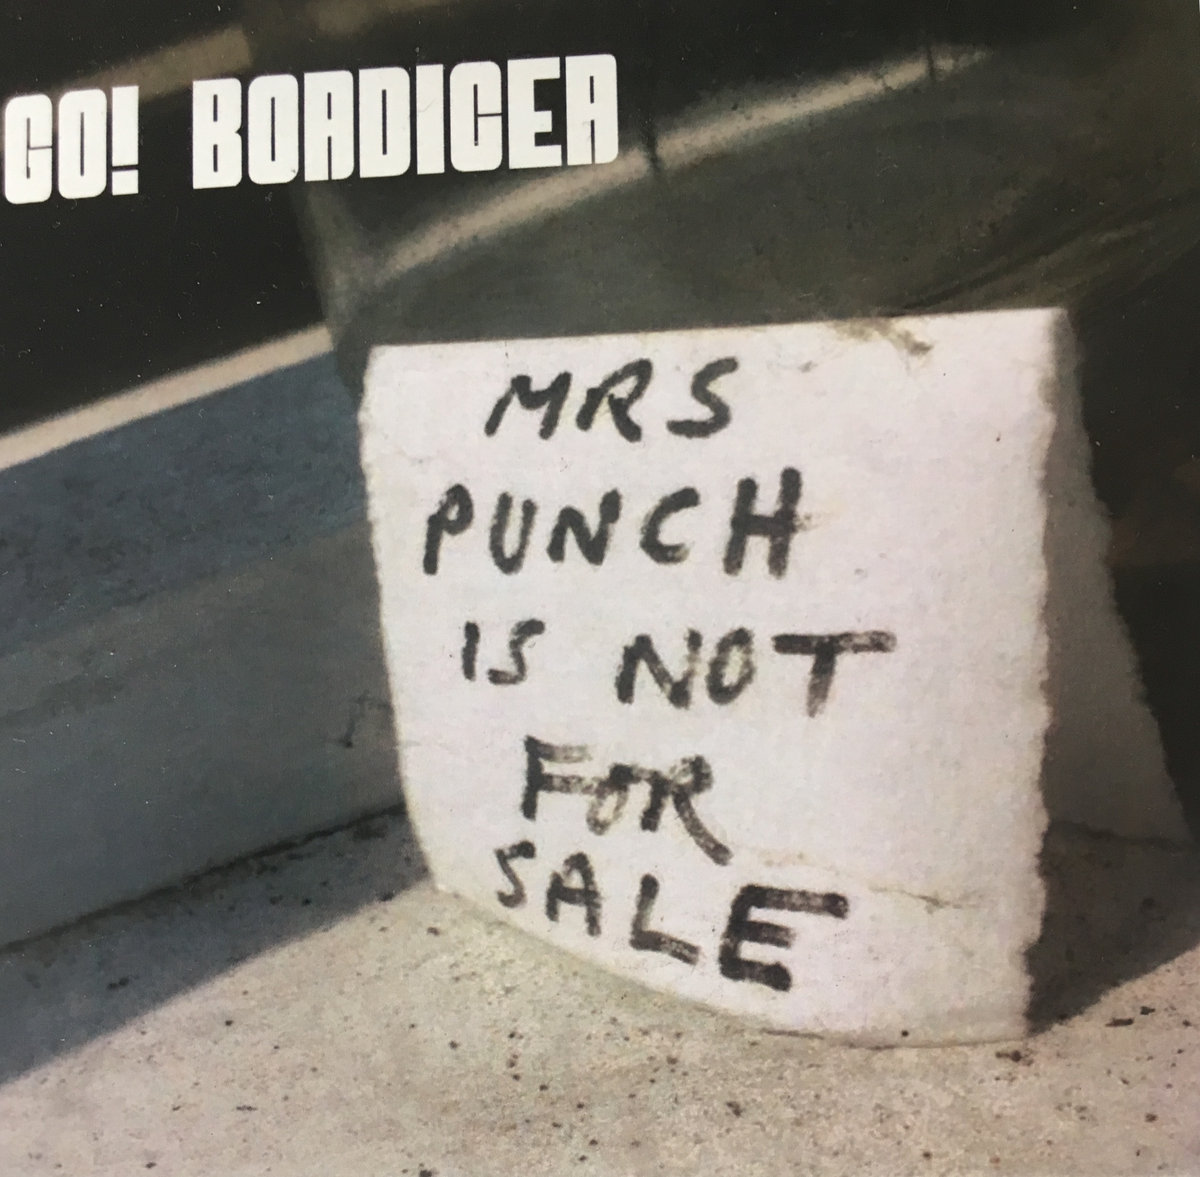 GO! BOADICEA
MRS
PUNCH
IS NOT
FOR
SALE